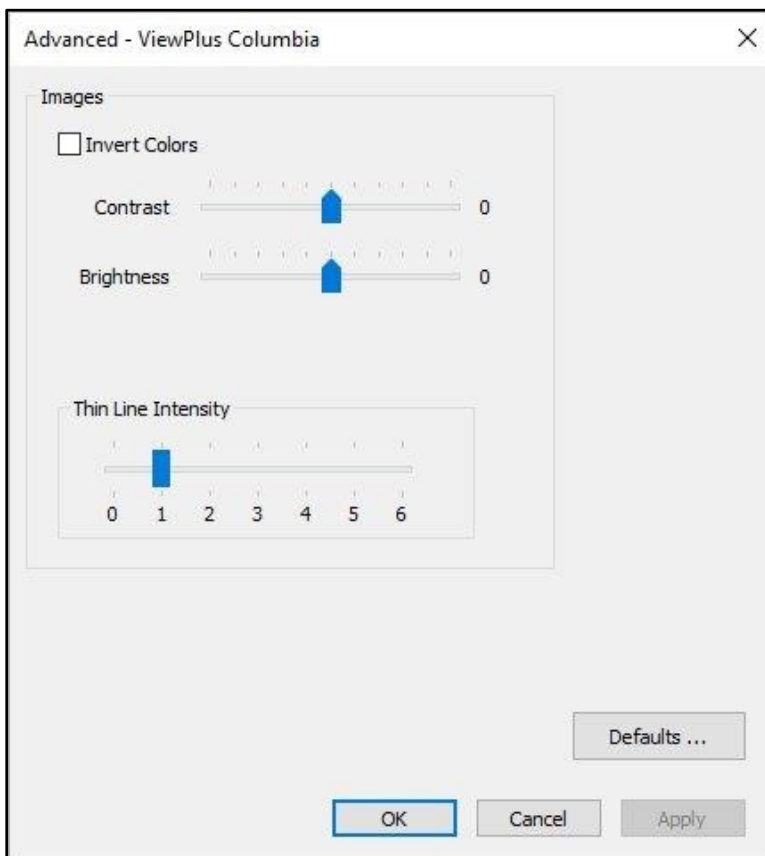 Advanced - ViewPlus Columbia
Images
Invert Colors
Contrast 0
Brightness 0
Thin Line Intensity
0 1 2 3 4 5 6
Defaults ...
OK Cancel Apply